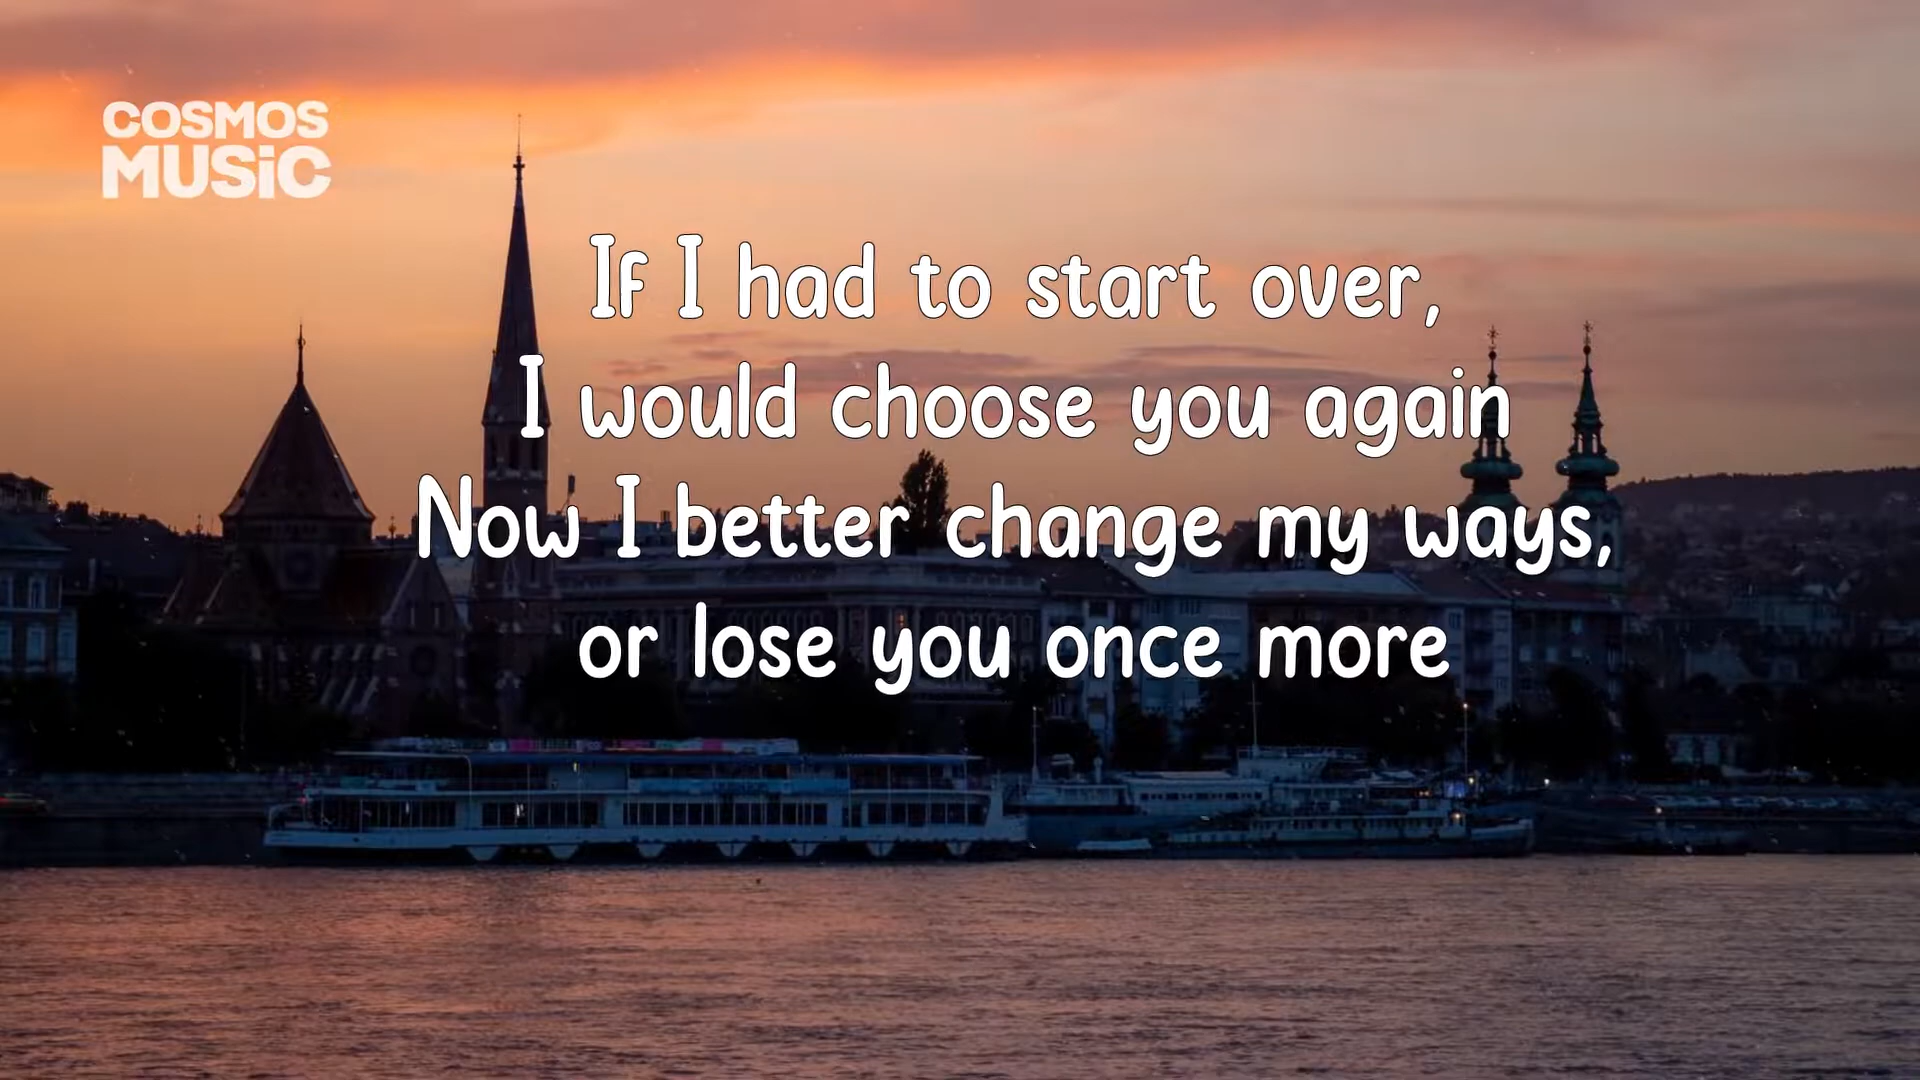 COSMOS
MUSiC
If I had to start over,
I would choose you again
Now I better change my ways,
or lose you once more